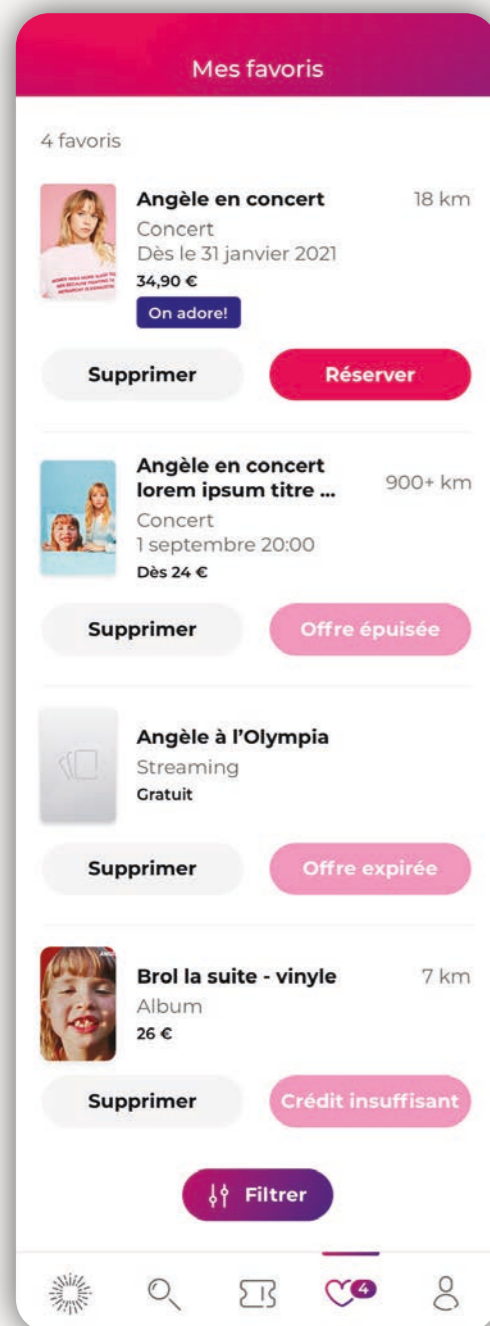 Mes favoris
4 favoris
Angèle en concert
18 km
Concert
Dès le 31 janvier 2021
34,90 €
On adore!
Supprimer
Réserver
Angèle en concert
lorem ipsum titre ...
900+ km
Concert
1 septembre 20:00
Dès 24 €
Supprimer
Offre épuisée
Angèle à l’Olympia
Streaming
Gratuit
Supprimer
Offre expirée
Brol la suite - vinyle
7 km
Album
26 €
Supprimer
Crédit insuffisant
Filtrer
4